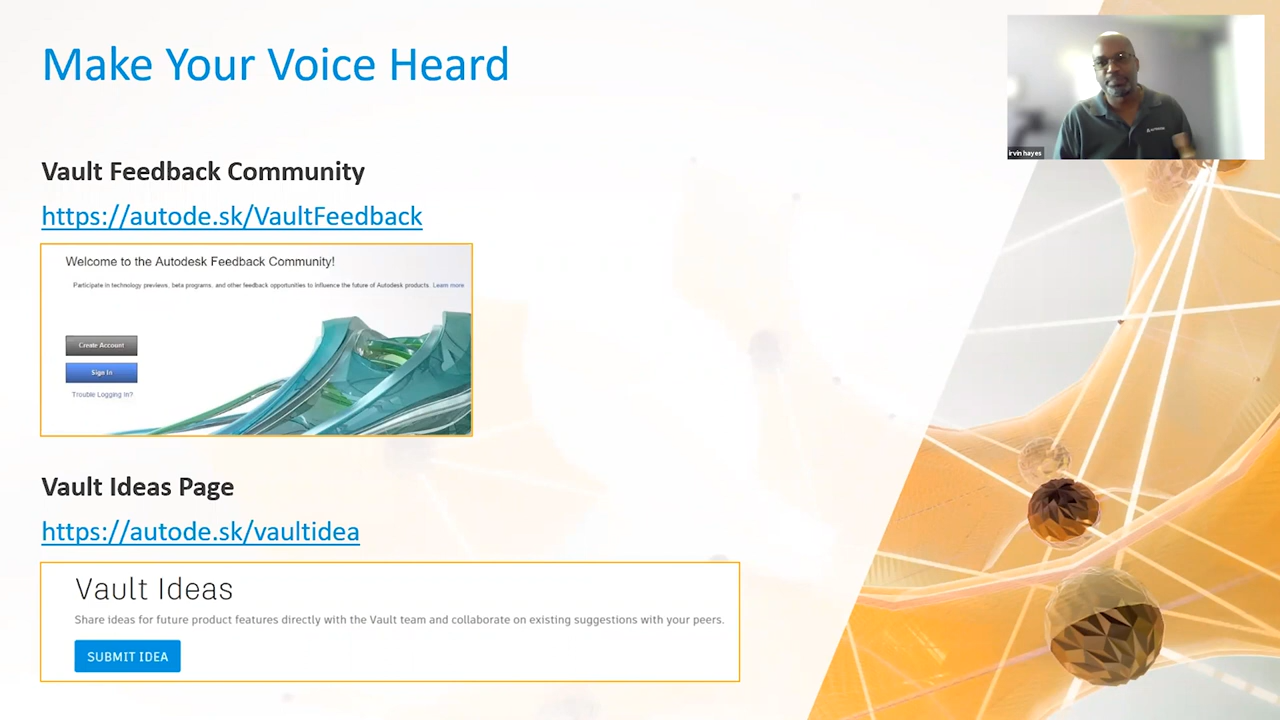 Make Your Voice Heard
Vault Feedback Community
https://autode.sk/VaultFeedback
Welcome to the Autodesk Feedback Community!
Participate in technology previews, beta programs, and other feedback opportunities to influence the future of Autodesk products. Learn more
Create Account
Sign In
Trouble Logging In?
Vault Ideas Page
https://autode.sk/vaultidea
Vault Ideas
Share ideas for future product features directly with the Vault team and collaborate on existing suggestions with your peers.
SUBMIT IDEA
irvin hayes
AUTODESK